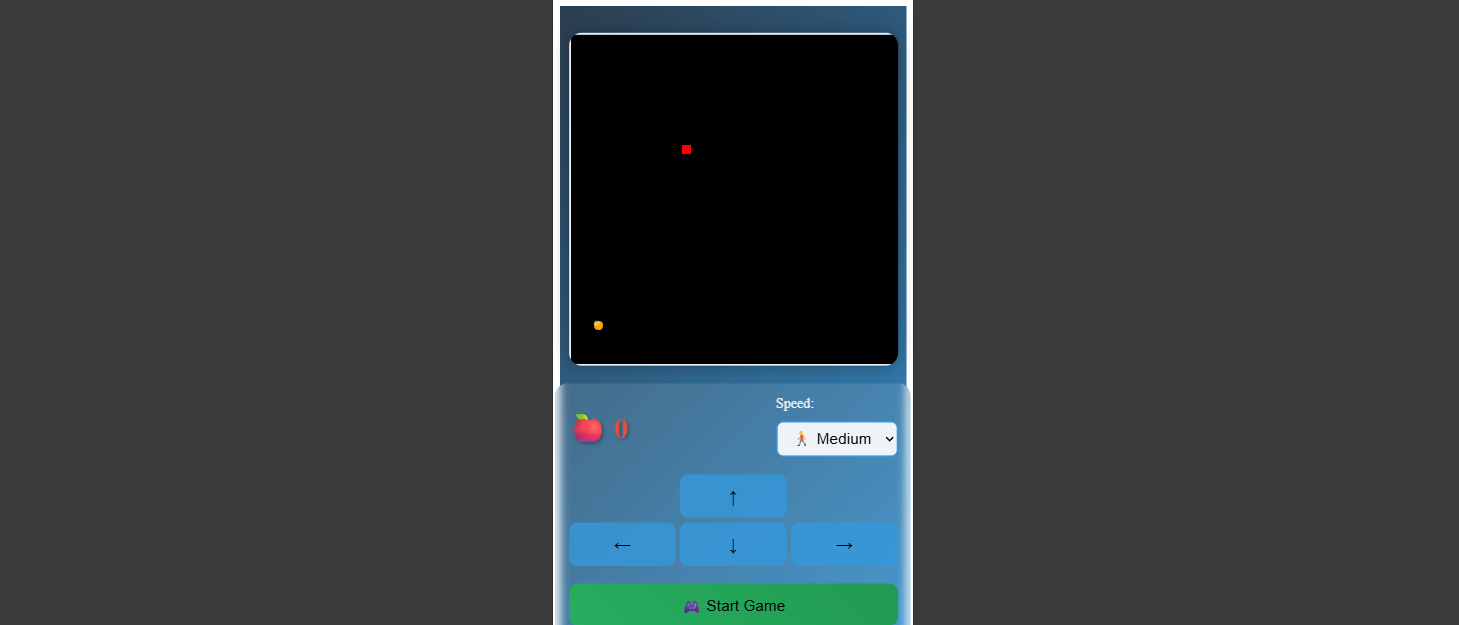 Speed:
0
Medium
↑
← ↓ →
Start Game